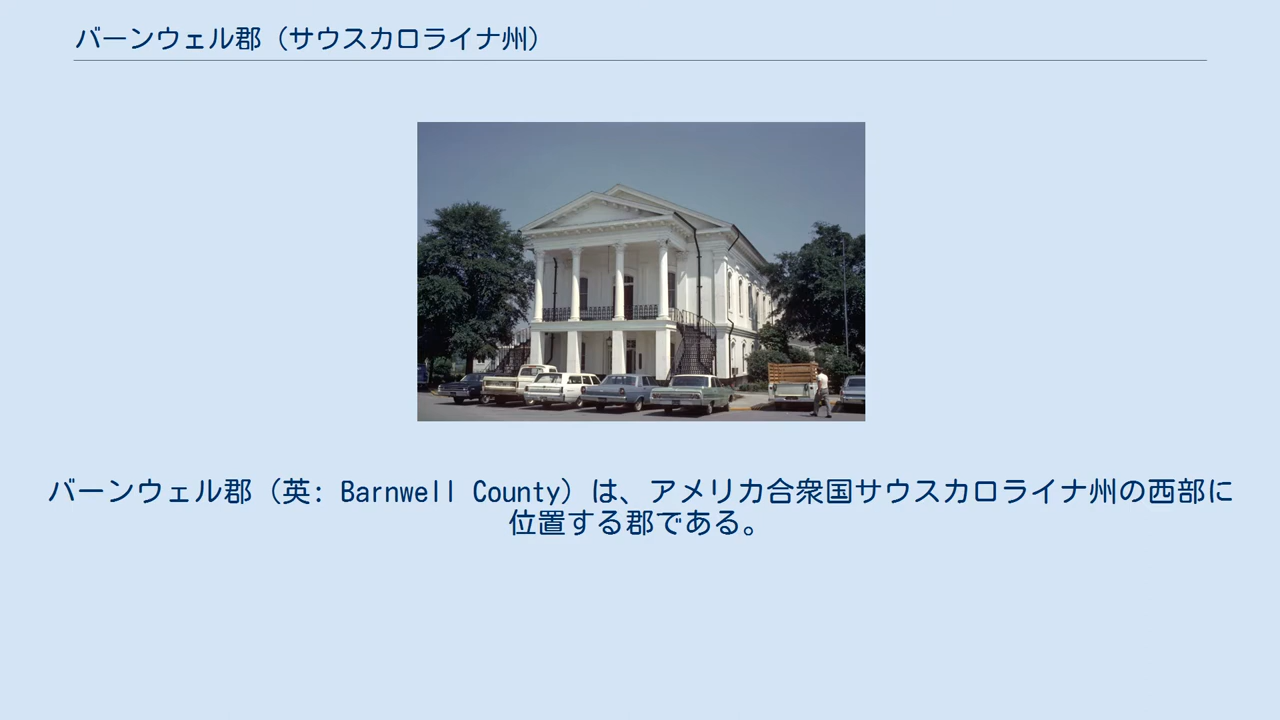 バーンウェル郡（サウスカロライナ州）
バーンウェル郡（英: Barnwell County）は、アメリカ合衆国サウスカロライナ州の西部に
位置する郡である。